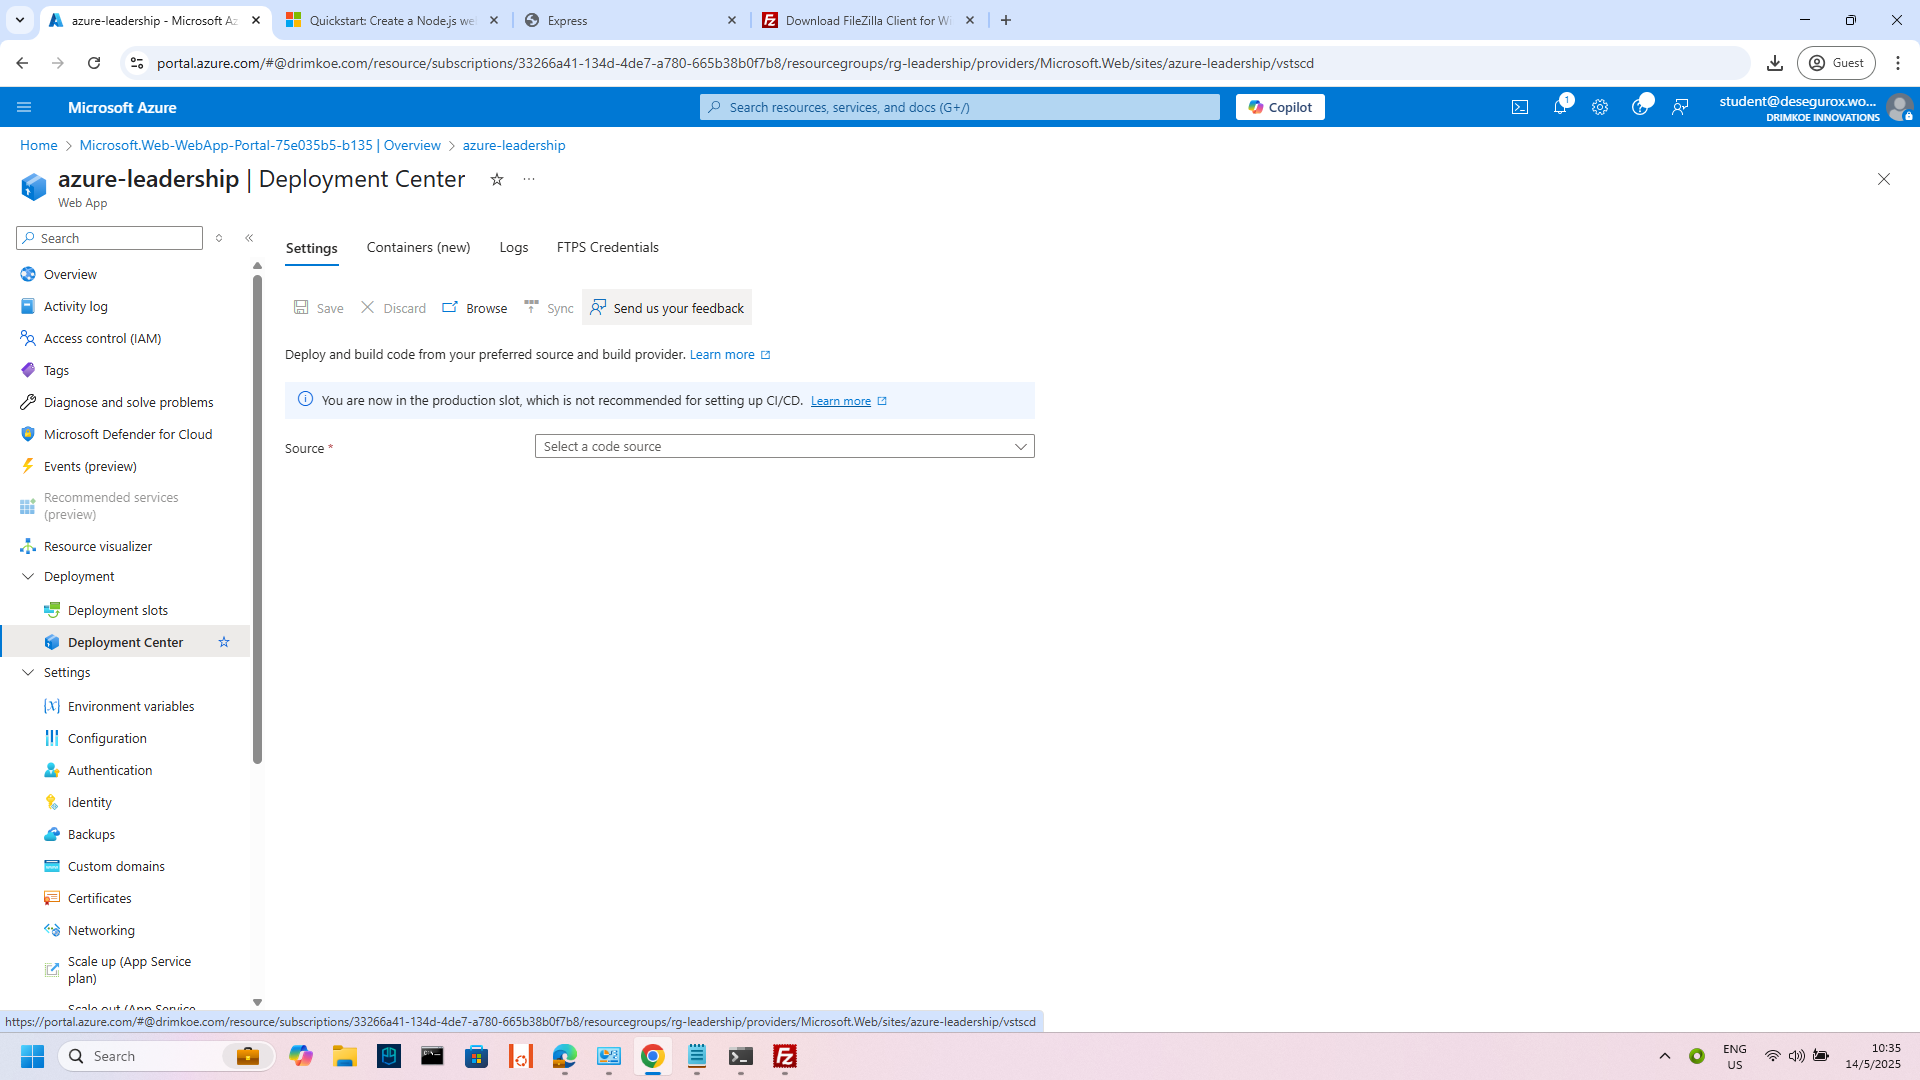 azure-leadership - Microsoft Az
Quickstart: Create a Node.js we
Express
Download FileZilla Client for Wi
portal.azure.com/#@drimkoe.com/resource/subscriptions/33266a41-134d-4de7-a780-665b38b0f7b8/resourcegroups/rg-leadership/providers/Microsoft.Web/sites/azure-leadership/vstscd
Guest
Microsoft Azure
Search resources, services, and docs (G+/)
Copilot
1
student@desegurox.wo...
DRIMKOE INNOVATIONS
Home
Microsoft.Web-WebApp-Portal-75e035b5-b135 | Overview
azure-leadership
azure-leadership | Deployment Center
Web App
Search
Settings
Containers (new)
Logs
FTPS Credentials
Save
Discard
Browse
Sync
Send us your feedback
Deploy and build code from your preferred source and build provider. Learn more
You are now in the production slot, which is not recommended for setting up CI/CD. Learn more
Source *
Select a code source
Overview
Activity log
Access control (IAM)
Tags
Diagnose and solve problems
Microsoft Defender for Cloud
Events (preview)
Recommended services
(preview)
Resource visualizer
Deployment
Deployment slots
Deployment Center
Settings
Environment variables
Configuration
Authentication
Identity
Backups
Custom domains
Certificates
Networking
Scale up (App Service
plan)
Scale out (App Service
https://portal.azure.com/#@drimkoe.com/resource/subscriptions/33266a41-134d-4de7-a780-665b38b0f7b8/resourcegroups/rg-leadership/providers/Microsoft.Web/sites/azure-leadership/vstscd
Search
ENG
US
10:35
14/5/2025